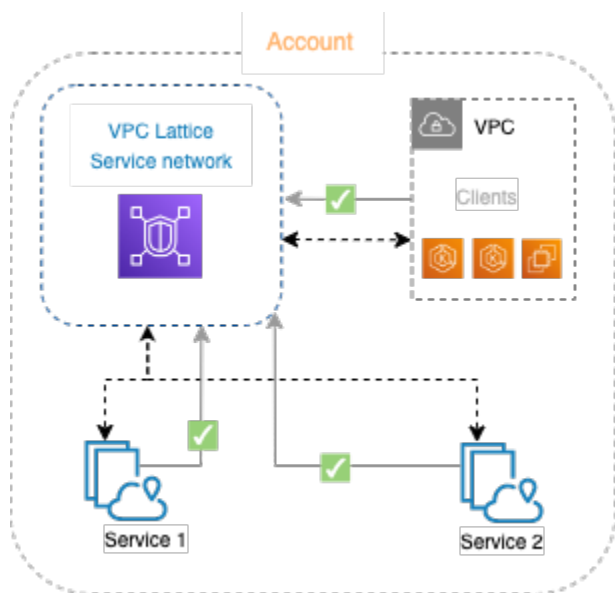 Account
VPC Lattice
Service network
VPC
Clients
Service 1
Service 2